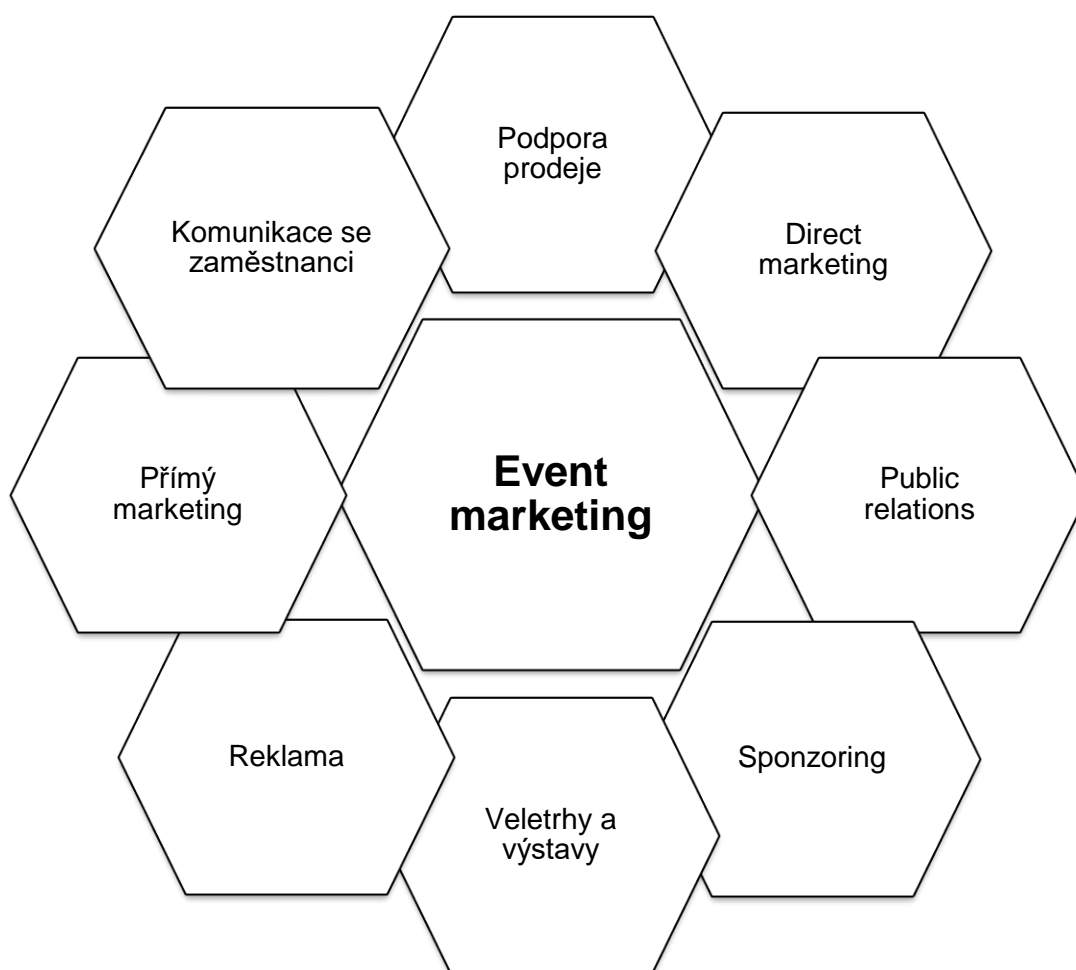 Podpora
prodeje
Komunikace se
zaměstnanci
Direct
marketing
Event
marketing
Přímý
marketing
Public
relations
Reklama
Sponzoring
Veletrhy a
výstavy